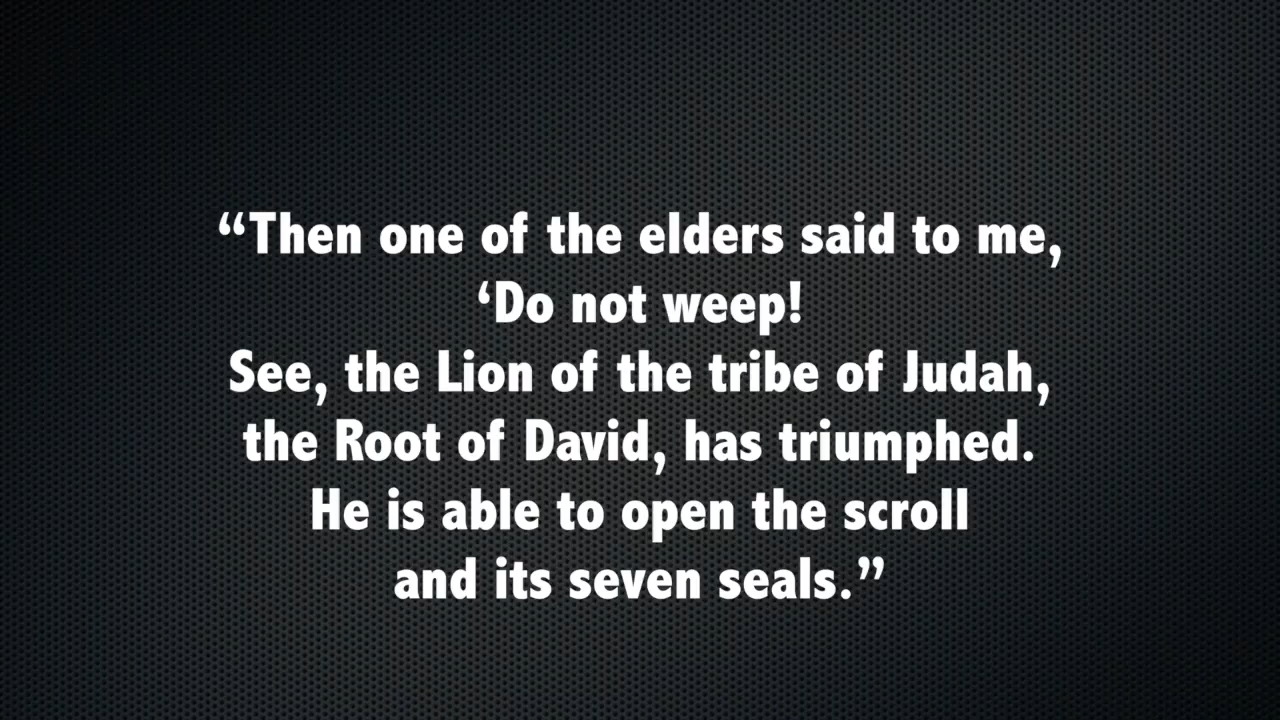 “Then one of the elders said to me,
‘Do not weep!
See, the Lion of the tribe of Judah,
the Root of David, has triumphed.
He is able to open the scroll
and its seven seals.”